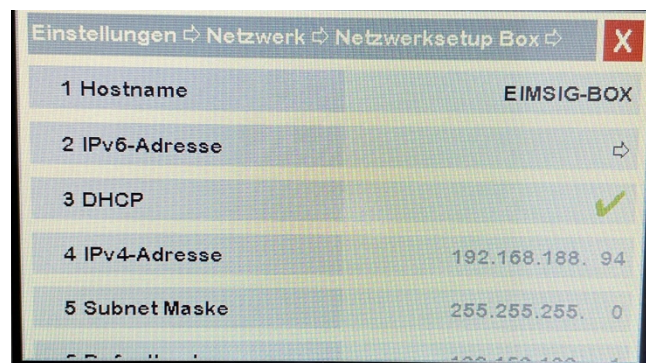 Einstellungen ⇨ Netzwerk ⇨ Netzwerksetup Box ⇨ X
1 Hostname EIMSIG-BOX
2 IPv6-Adresse ⇨
3 DHCP ✔
4 IPv4-Adresse 192.168.188. 94
5 Subnet Maske 255.255.255. 0